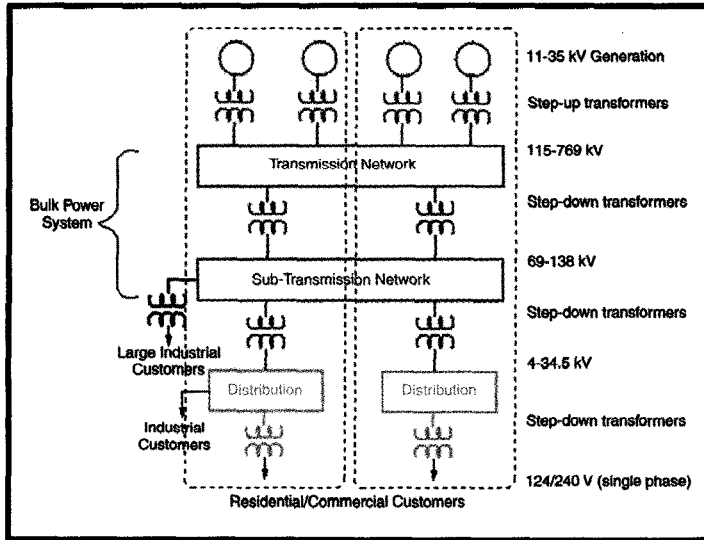 11-35 kV Generation
Step-up transformers
115-769 kV
Transmission Network
Bulk Power
System
Step-down transformers
69-138 kV
Sub-Transmission Network
Step-down transformers
Large Industrial
Customers
4-34.5 kV
Distribution
Distribution
Industrial
Customers
Step-down transformers
124/240 V (single phase)
Residential/Commercial Customers